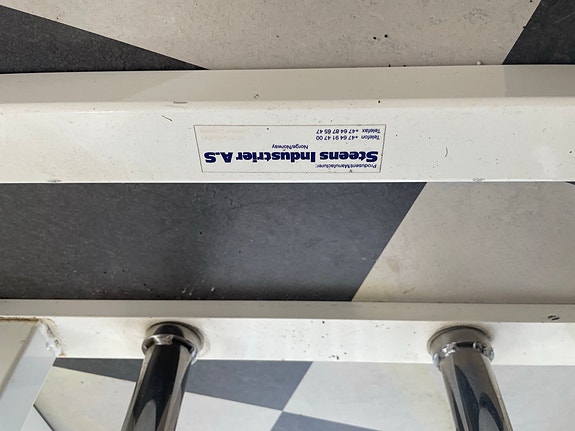 Produsent/Manufacturer:
Steens Industrier A.S
Norge/Norway
Telefon +47 64 91 47 00
Telefax +47 64 87 65 47